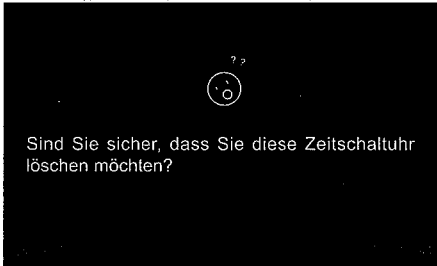 ? ?
Sind Sie sicher, dass Sie diese Zeitschaltuhr
löschen möchten?